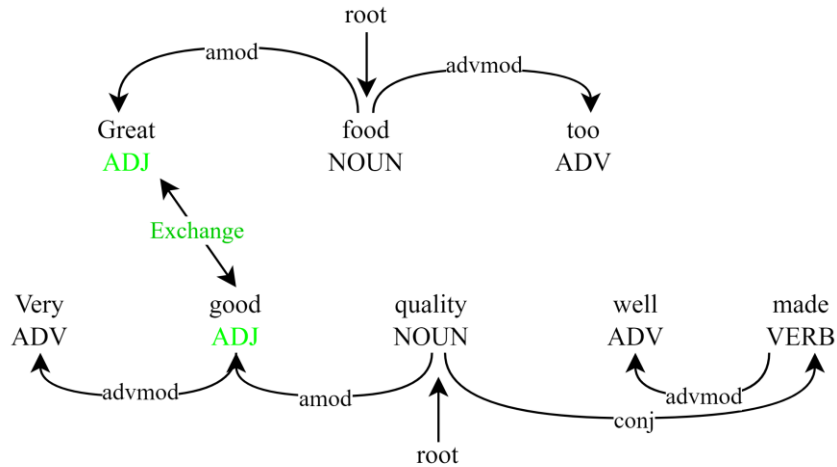 root
amod advmod
Great food too
ADJ NOUN ADV
Exchange
Very good quality well made
ADV ADJ NOUN ADV VERB
advmod amod advmod
conj
root